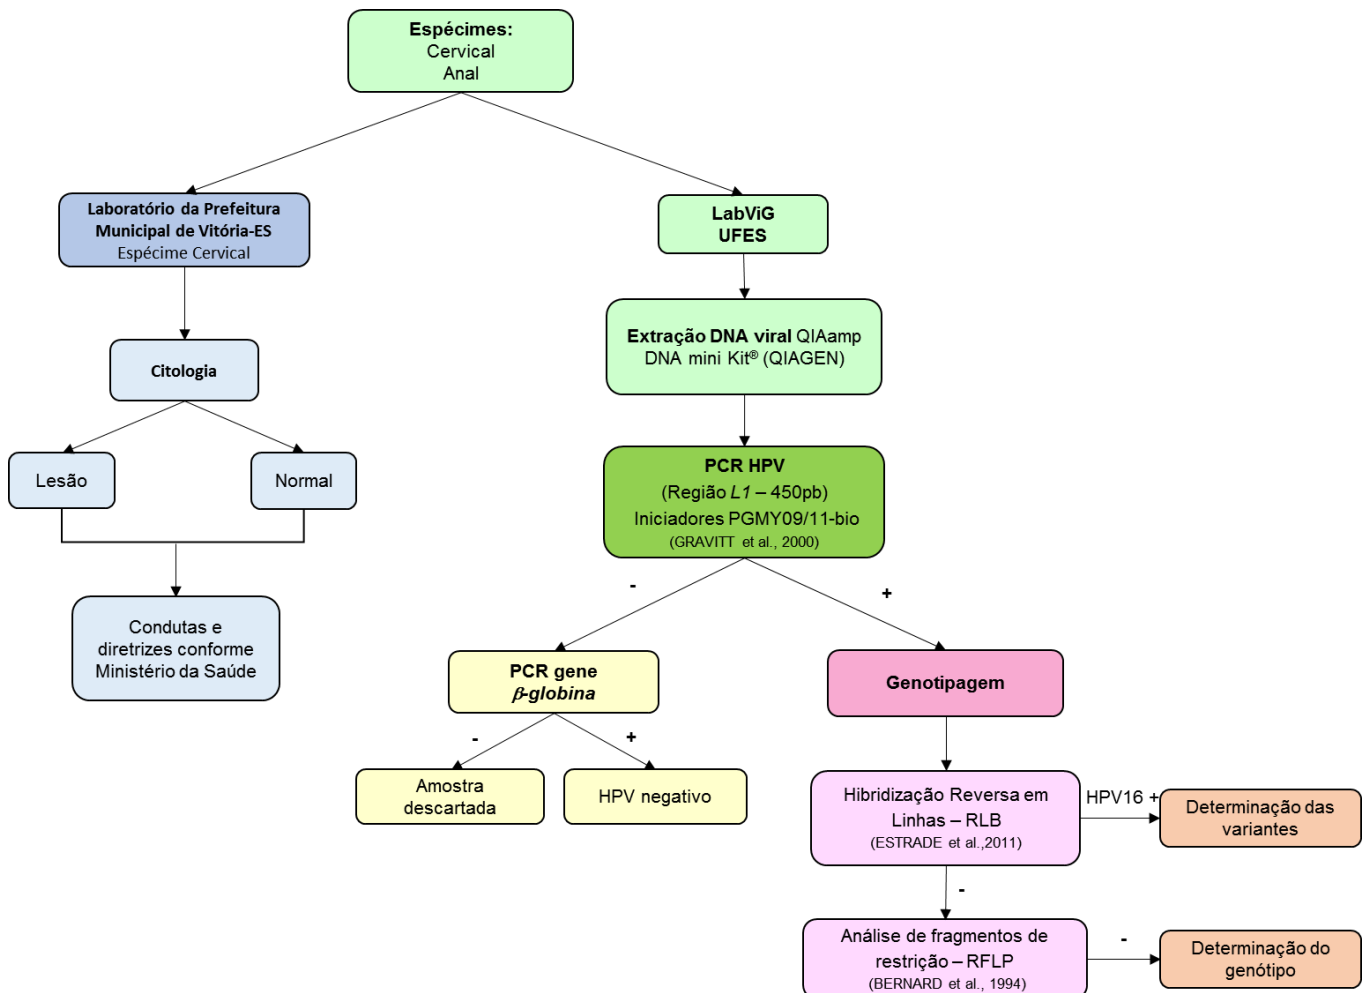 Espécimes:
Cervical
Anal
Laboratório da Prefeitura
Municipal de Vitória-ES
Espécime Cervical
LabViG
UFES
Extração DNA viral QIAamp
DNA mini Kit® (QIAGEN)
Citologia
Lesão
Normal
PCR HPV
(Região L1 – 450pb)
Iniciadores PGMY09/11-bio
(GRAVITT et al., 2000)
-
+
Condutas e
diretrizes conforme
Ministério da Saúde
PCR gene
β-globina
Genotipagem
-
+
Amostra
descartada
HPV negativo
Hibridização Reversa em
Linhas – RLB
(ESTRADE et al.,2011)
HPV16 +
Determinação das
variantes
-
Análise de fragmentos de
restrição – RFLP
(BERNARD et al., 1994)
-
Determinação do
genótipo